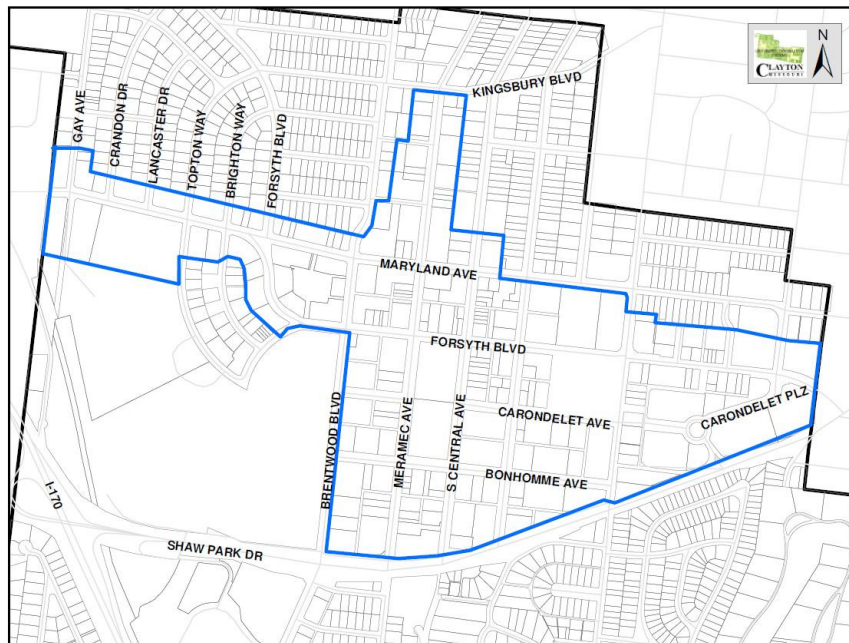 N
CLAYTON
MISSOURI
KINGSBURY BLVD
GAY AVE
CRANDON DR
LANCASTER DR
TOPTON WAY
BRIGHTON WAY
FORSYTH BLVD
MARYLAND AVE
FORSYTH BLVD
CARONDELET PLZ
CARONDELET AVE
BRENTWOOD BLVD
MERAMEC AVE
S CENTRAL AVE
BONHOMME AVE
I-170
SHAW PARK DR